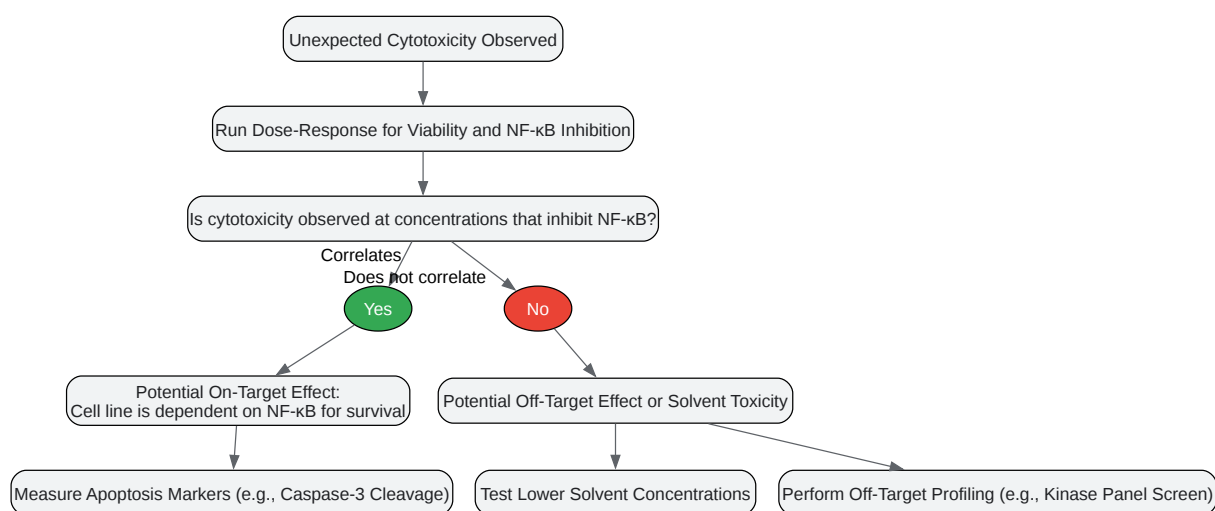 Unexpected Cytotoxicity Observed
Run Dose-Response for Viability and NF-κB Inhibition
Is cytotoxicity observed at concentrations that inhibit NF-κB?
Correlates
Does not correlate
Yes
No
Potential On-Target Effect:
Cell line is dependent on NF-κB for survival
Potential Off-Target Effect or Solvent Toxicity
Measure Apoptosis Markers (e.g., Caspase-3 Cleavage)
Test Lower Solvent Concentrations
Perform Off-Target Profiling (e.g., Kinase Panel Screen)